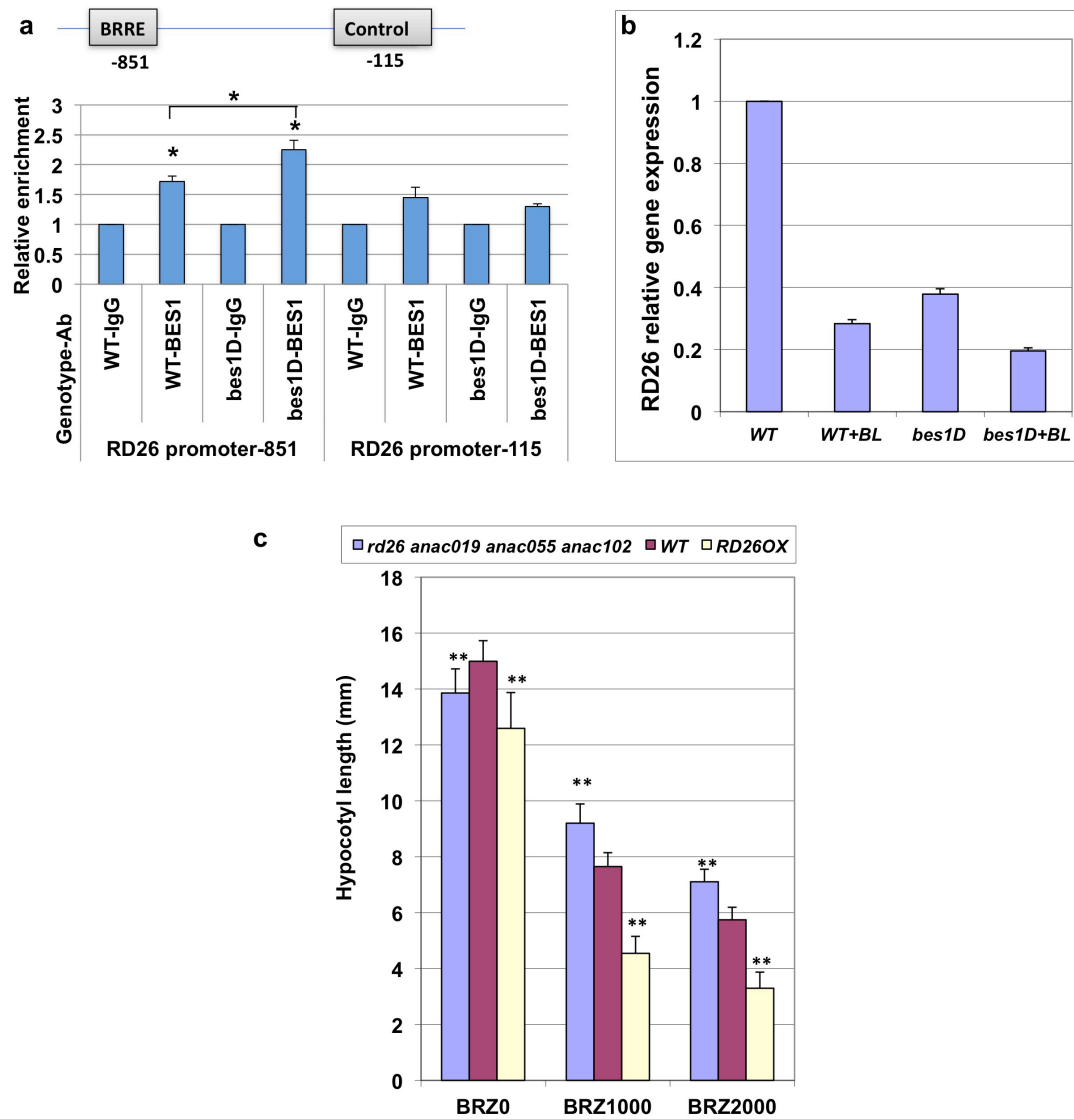 a
BRRE
Control
-851
-115
*
*
*
3
2.5
2
1.5
1
0.5
0
Relative enrichment
Genotype-Ab
WT-IgG
WT-BES1
bes1D-IgG
bes1D-BES1
WT-IgG
WT-BES1
bes1D-IgG
bes1D-BES1
RD26 promoter-851
RD26 promoter-115
b
1.2
1
0.8
0.6
0.4
0.2
0
RD26 relative gene expression
WT
WT+BL
bes1D
bes1D+BL
c
rd26 anac019 anac055 anac102
WT
RD26OX
18
16
14
12
10
8
6
4
2
0
Hypocotyl length (mm)
**
**
**
**
**
**
BRZ0
BRZ1000
BRZ2000